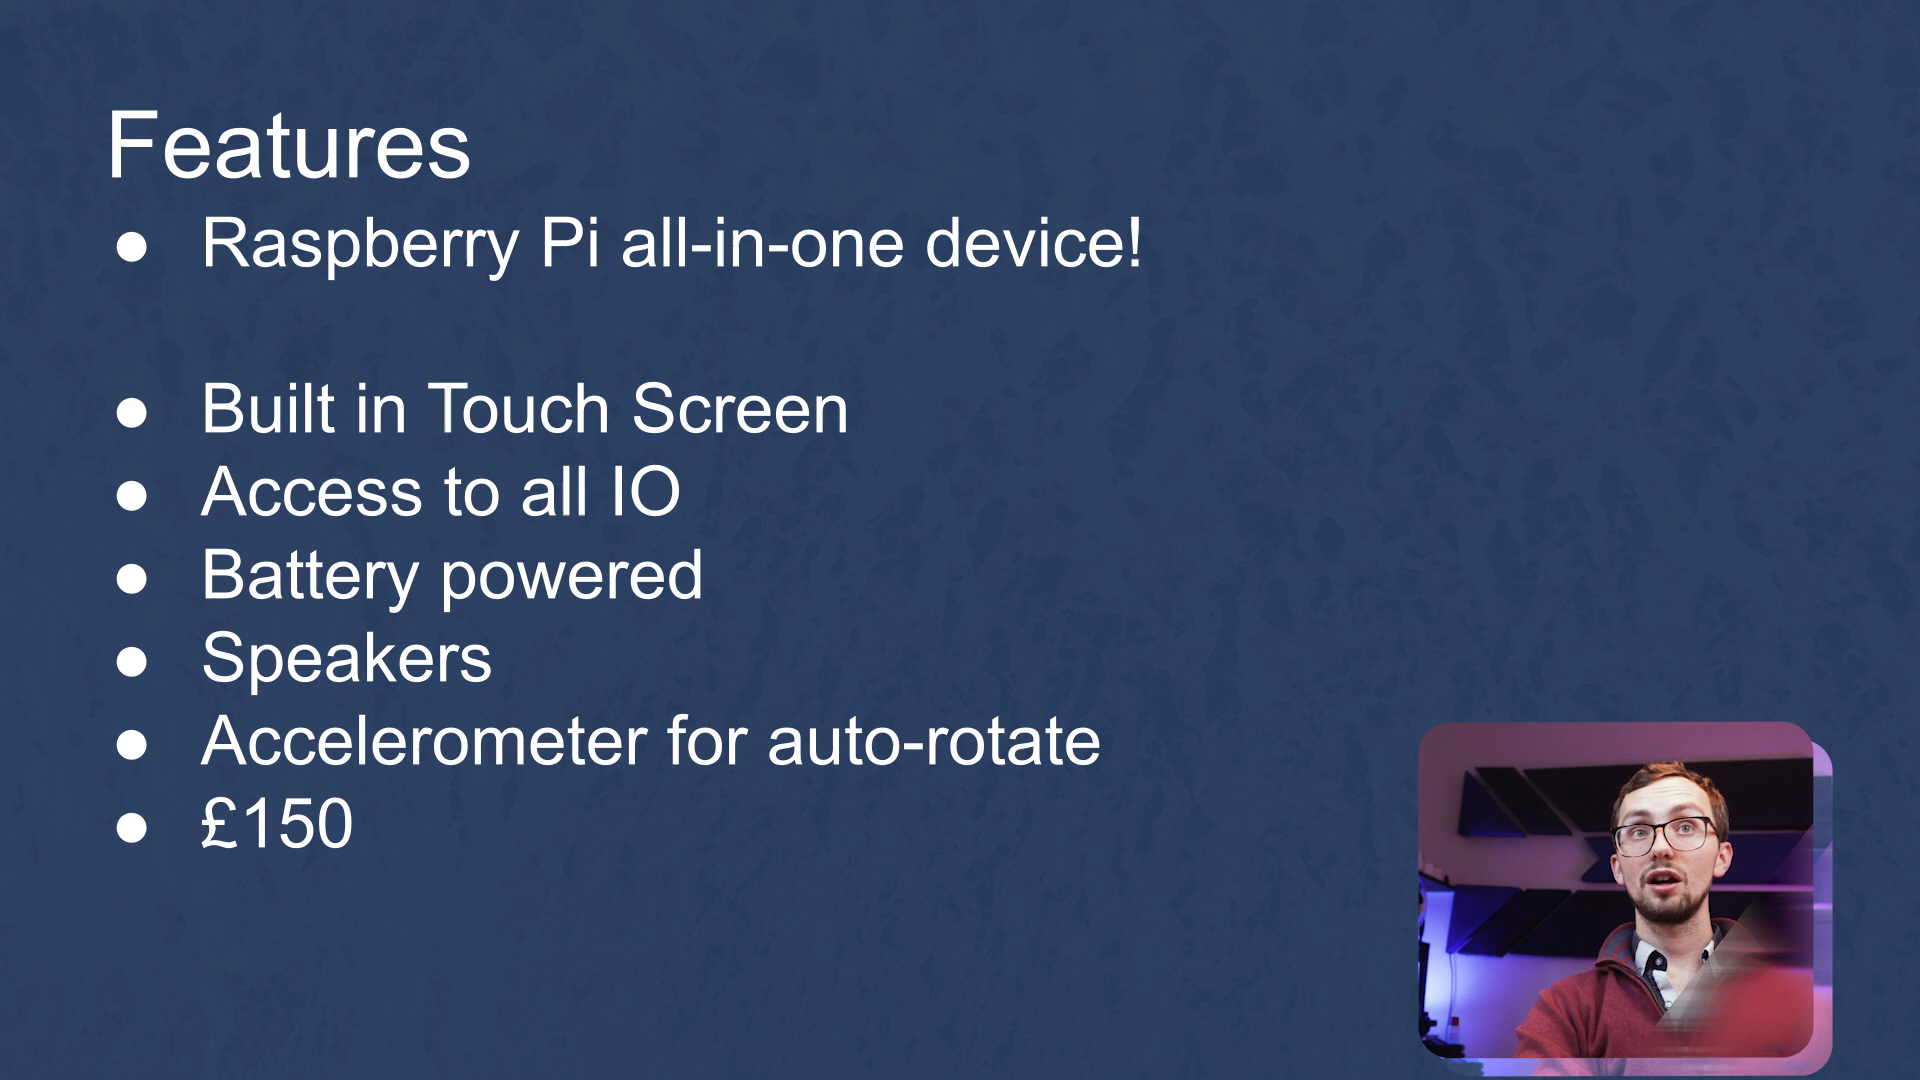 Features
● Raspberry Pi all-in-one device!
● Built in Touch Screen
● Access to all IO
● Battery powered
● Speakers
● Accelerometer for auto-rotate
● £150